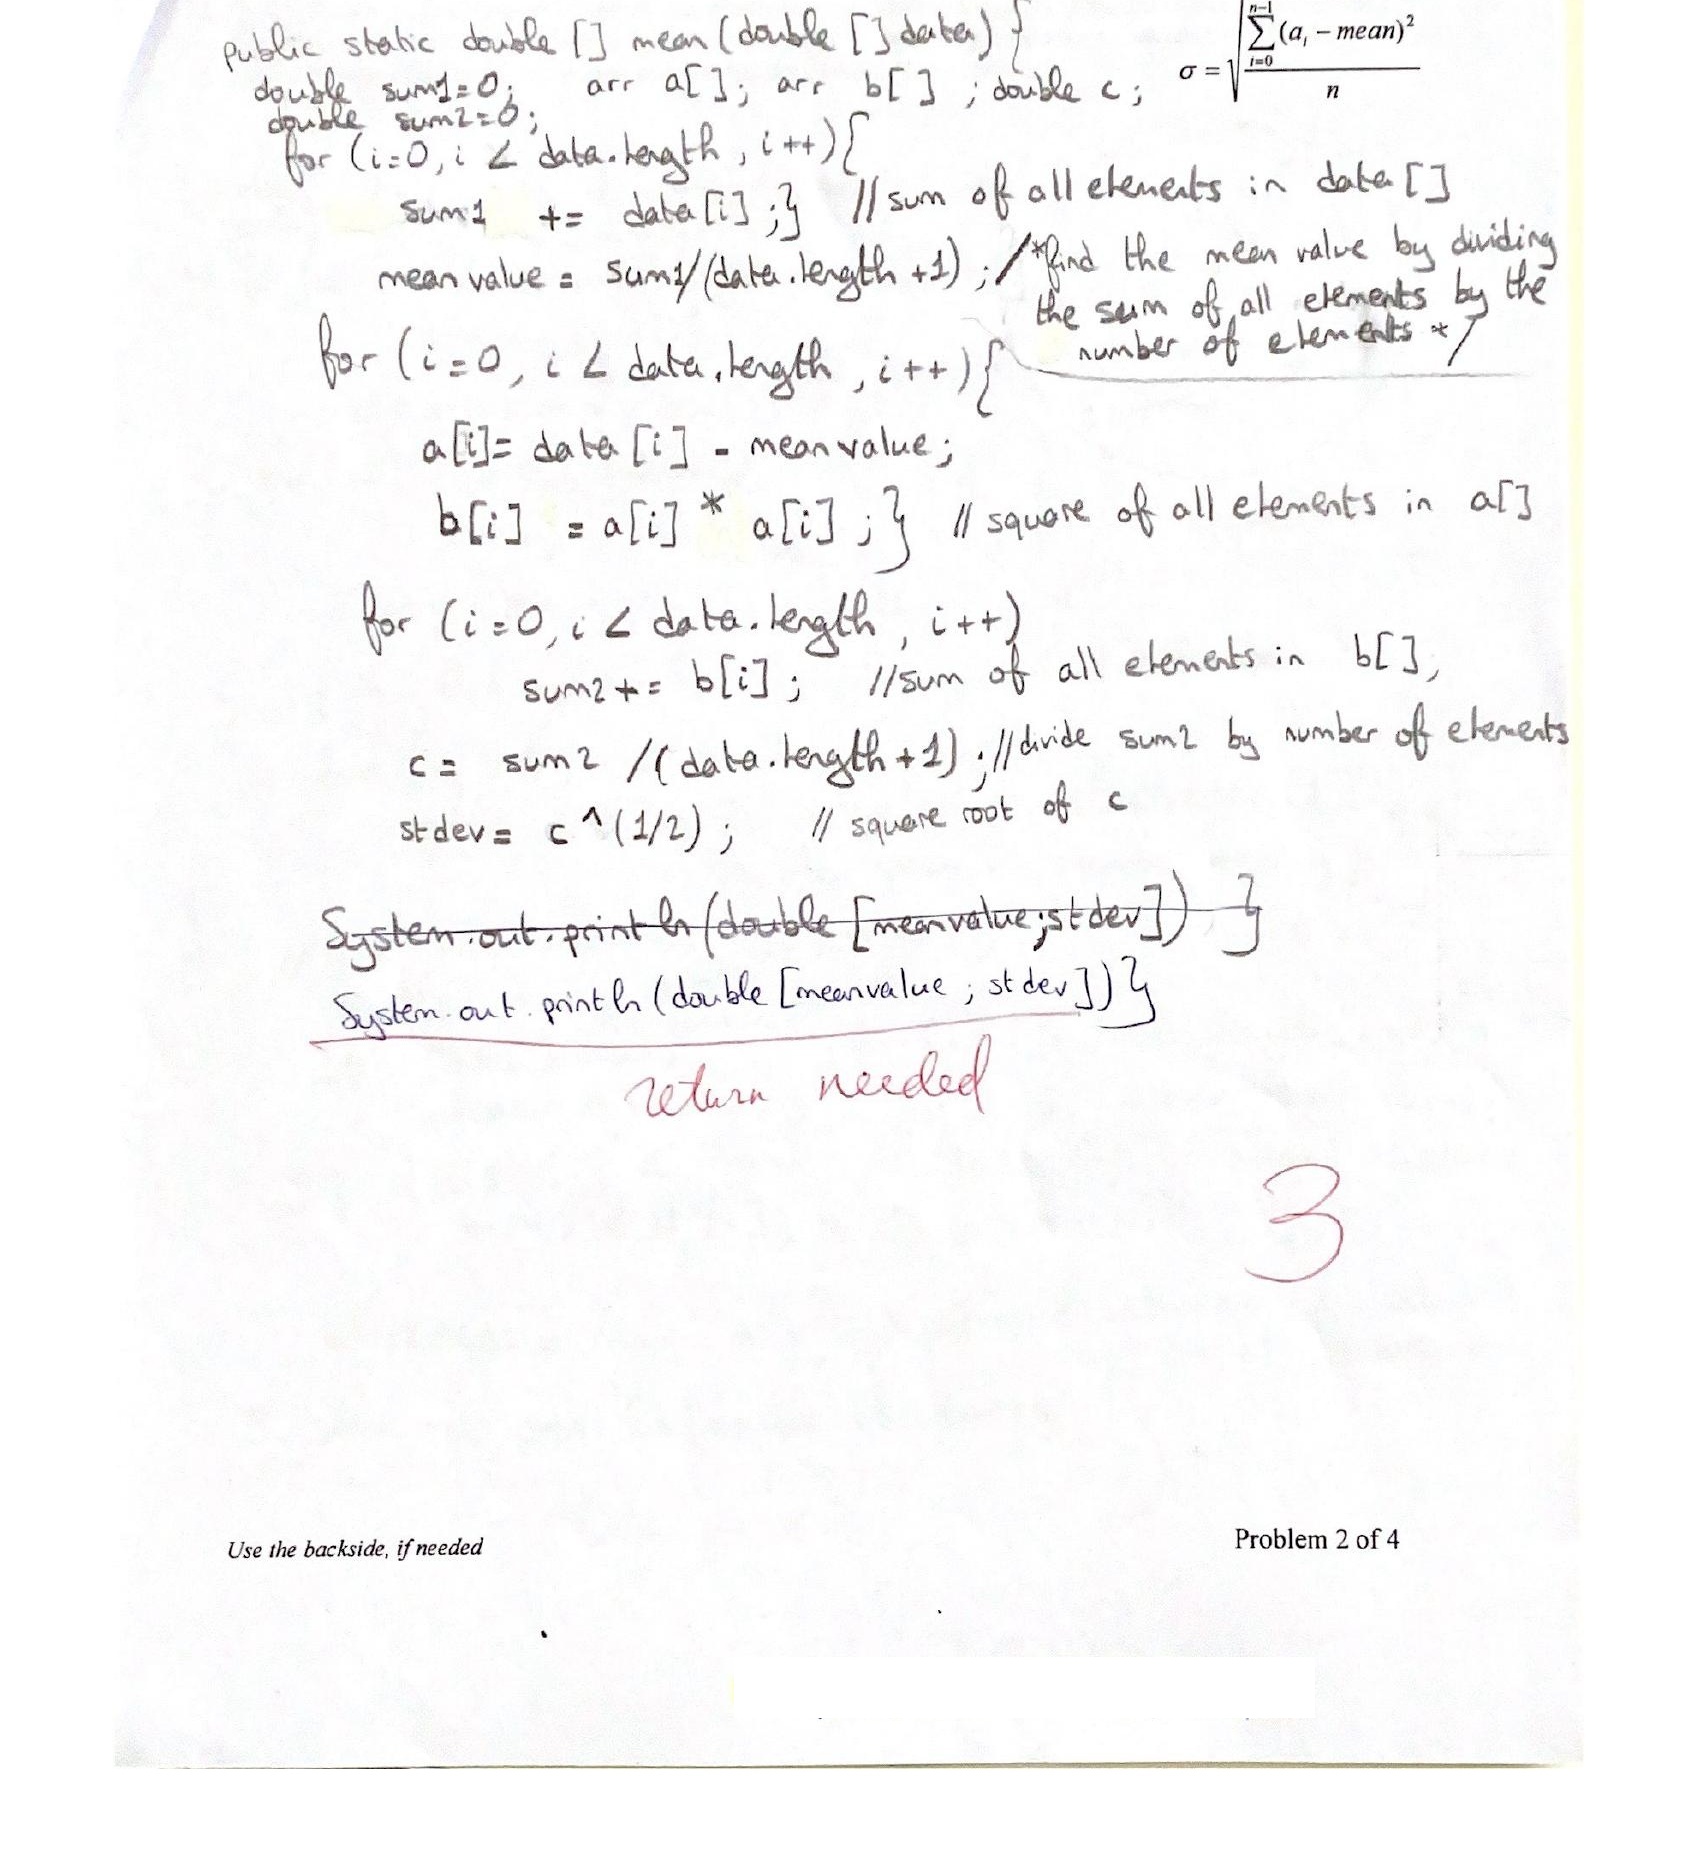 public static double [] mean (double [] data) {
σ = √ n-1 Σ i=0 (aᵢ – mean)² / n
double sum1=0; arr a[]; arr b[] ; double c;
double sum2=0;
for (i=0, i < data.length, i++){
sum1 += data[i];} // sum of all elements in data []
mean value = sum1/(data.length +1) ; /*find the mean value by dividing
the sum of all elements by the
number of elements */
for (i=0, i < data.length, i++){
a[i]= data [i] - meanvalue;
b[i] = a[i] * a[i] ;} // square of all elements in a[]
for (i=0, i < data.length, i++)
sum2 += b[i]; //sum of all elements in b[],
c= sum2 /(data.length+1) ;//divide sum2 by number of elements
stdev= c^(1/2) ; // square root of c
System.out.println (double [meanvalue;stdev]) }
System.out.println (double [meanvalue ; stdev])}
return needed
3
Use the backside, if needed
Problem 2 of 4